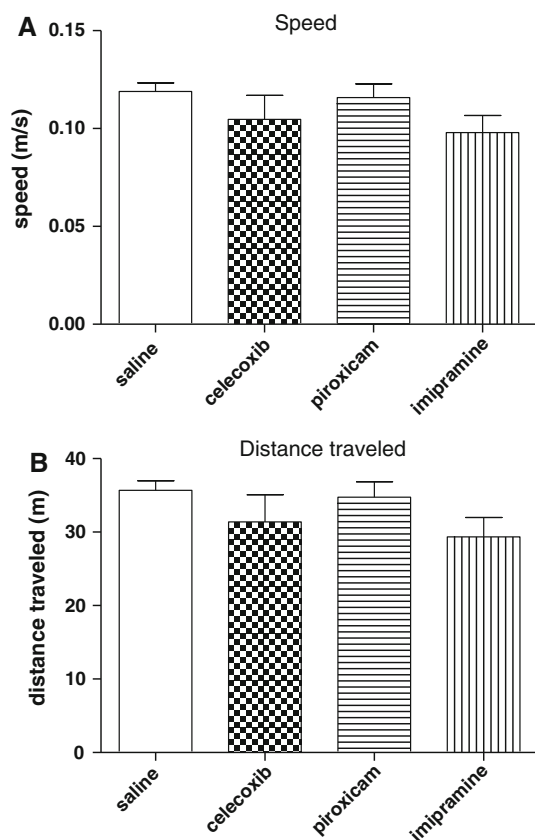 A
Speed
speed (m/s)
0.15
0.10
0.05
0.00
saline
celecoxib
piroxicam
imipramine
B
Distance traveled
distance traveled (m)
40
30
20
10
0
saline
celecoxib
piroxicam
imipramine